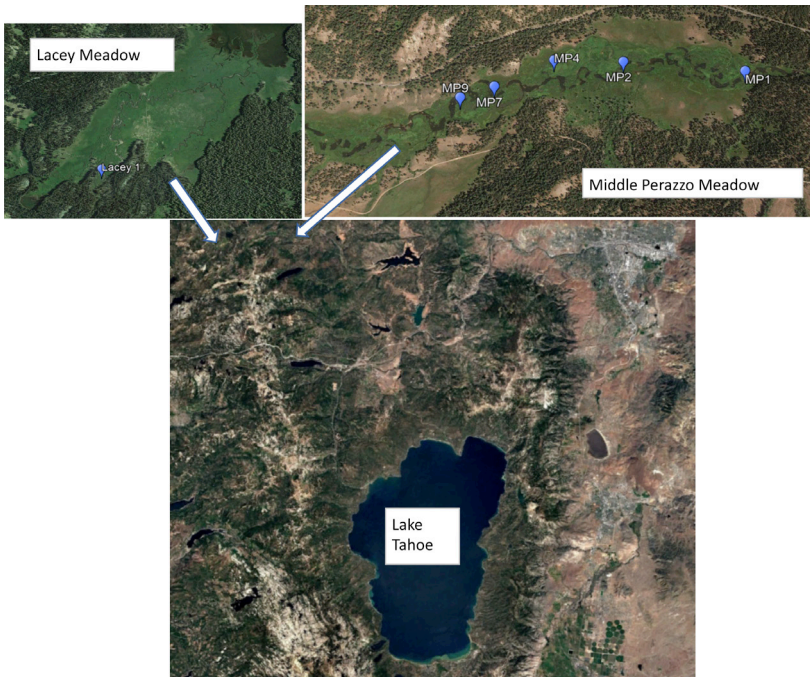 Lacey Meadow
Lacey 1
MP9
MP7
MP4
MP2
MP1
Middle Perazzo Meadow
Lake
Tahoe